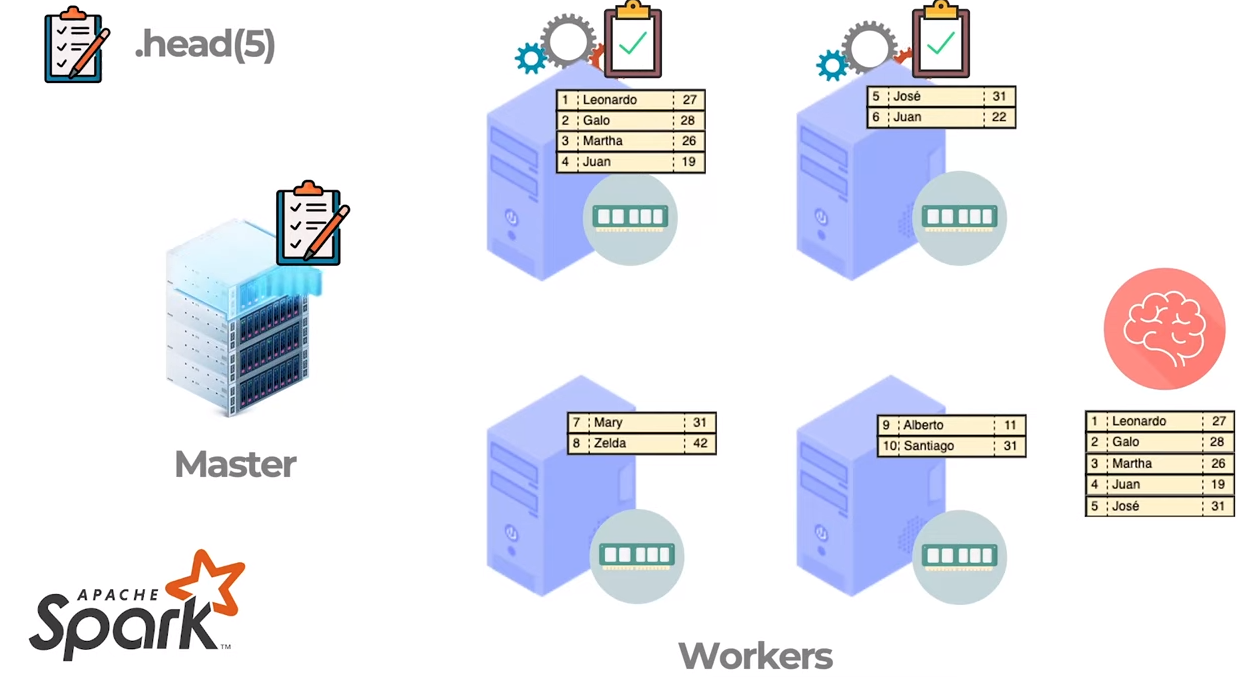 .head(5)
1 Leonardo 27
2 Galo 28
3 Martha 26
4 Juan 19
5 José 31
6 Juan 22
Master
7 Mary 31
8 Zelda 42
9 Alberto 11
10 Santiago 31
1 Leonardo 27
2 Galo 28
3 Martha 26
4 Juan 19
5 José 31
APACHE
Spark™
Workers